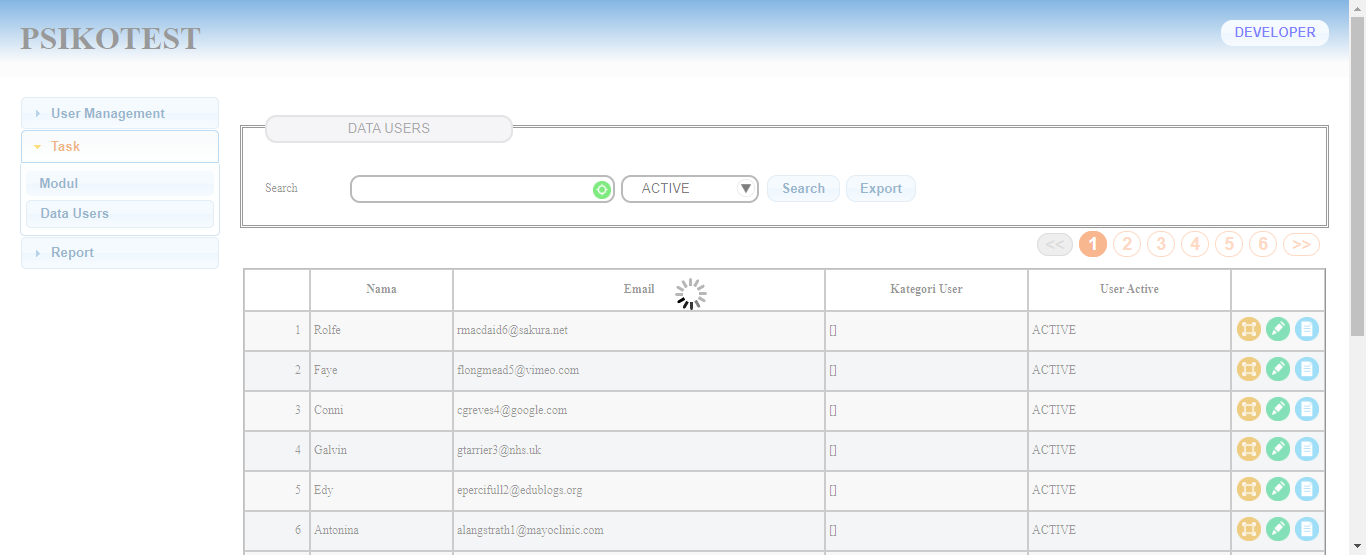 PSIKOTEST
DEVELOPER
User Management
Task
Modul
Data Users
Report
DATA USERS
Search ACTIVE Search Export
<< 1 2 3 4 5 6 >>
Nama Email Kategori User User Active
1 Rolfe rmacdaid6@sakura.net [] ACTIVE
2 Faye flongmead5@vimeo.com [] ACTIVE
3 Conni cgreves4@google.com [] ACTIVE
4 Galvin gtarrier3@nhs.uk [] ACTIVE
5 Edy epercifull2@edublogs.org [] ACTIVE
6 Antonina alangstrath1@mayoclinic.com [] ACTIVE